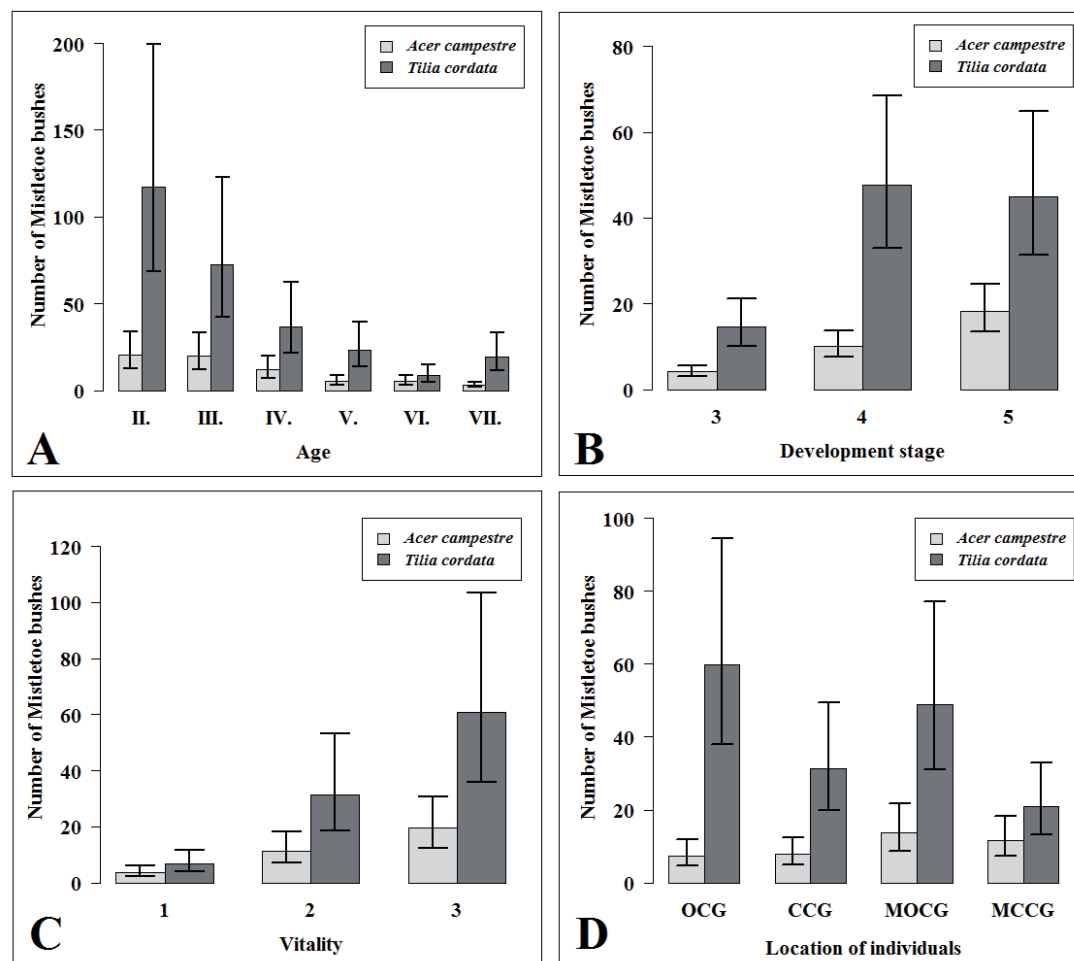 Acer campestre
Tilia cordata
Number of Mistletoe bushes
200
150
100
50
0
II. III. IV. V. VI. VII.
Age
A
Acer campestre
Tilia cordata
Number of Mistletoe bushes
80
60
40
20
0
3 4 5
Development stage
B
Acer campestre
Tilia cordata
Number of Mistletoe bushes
120
100
80
60
40
20
0
1 2 3
Vitality
C
Acer campestre
Tilia cordata
Number of Mistletoe bushes
100
80
60
40
20
0
OCG CCG MOCG MCCG
Location of individuals
D